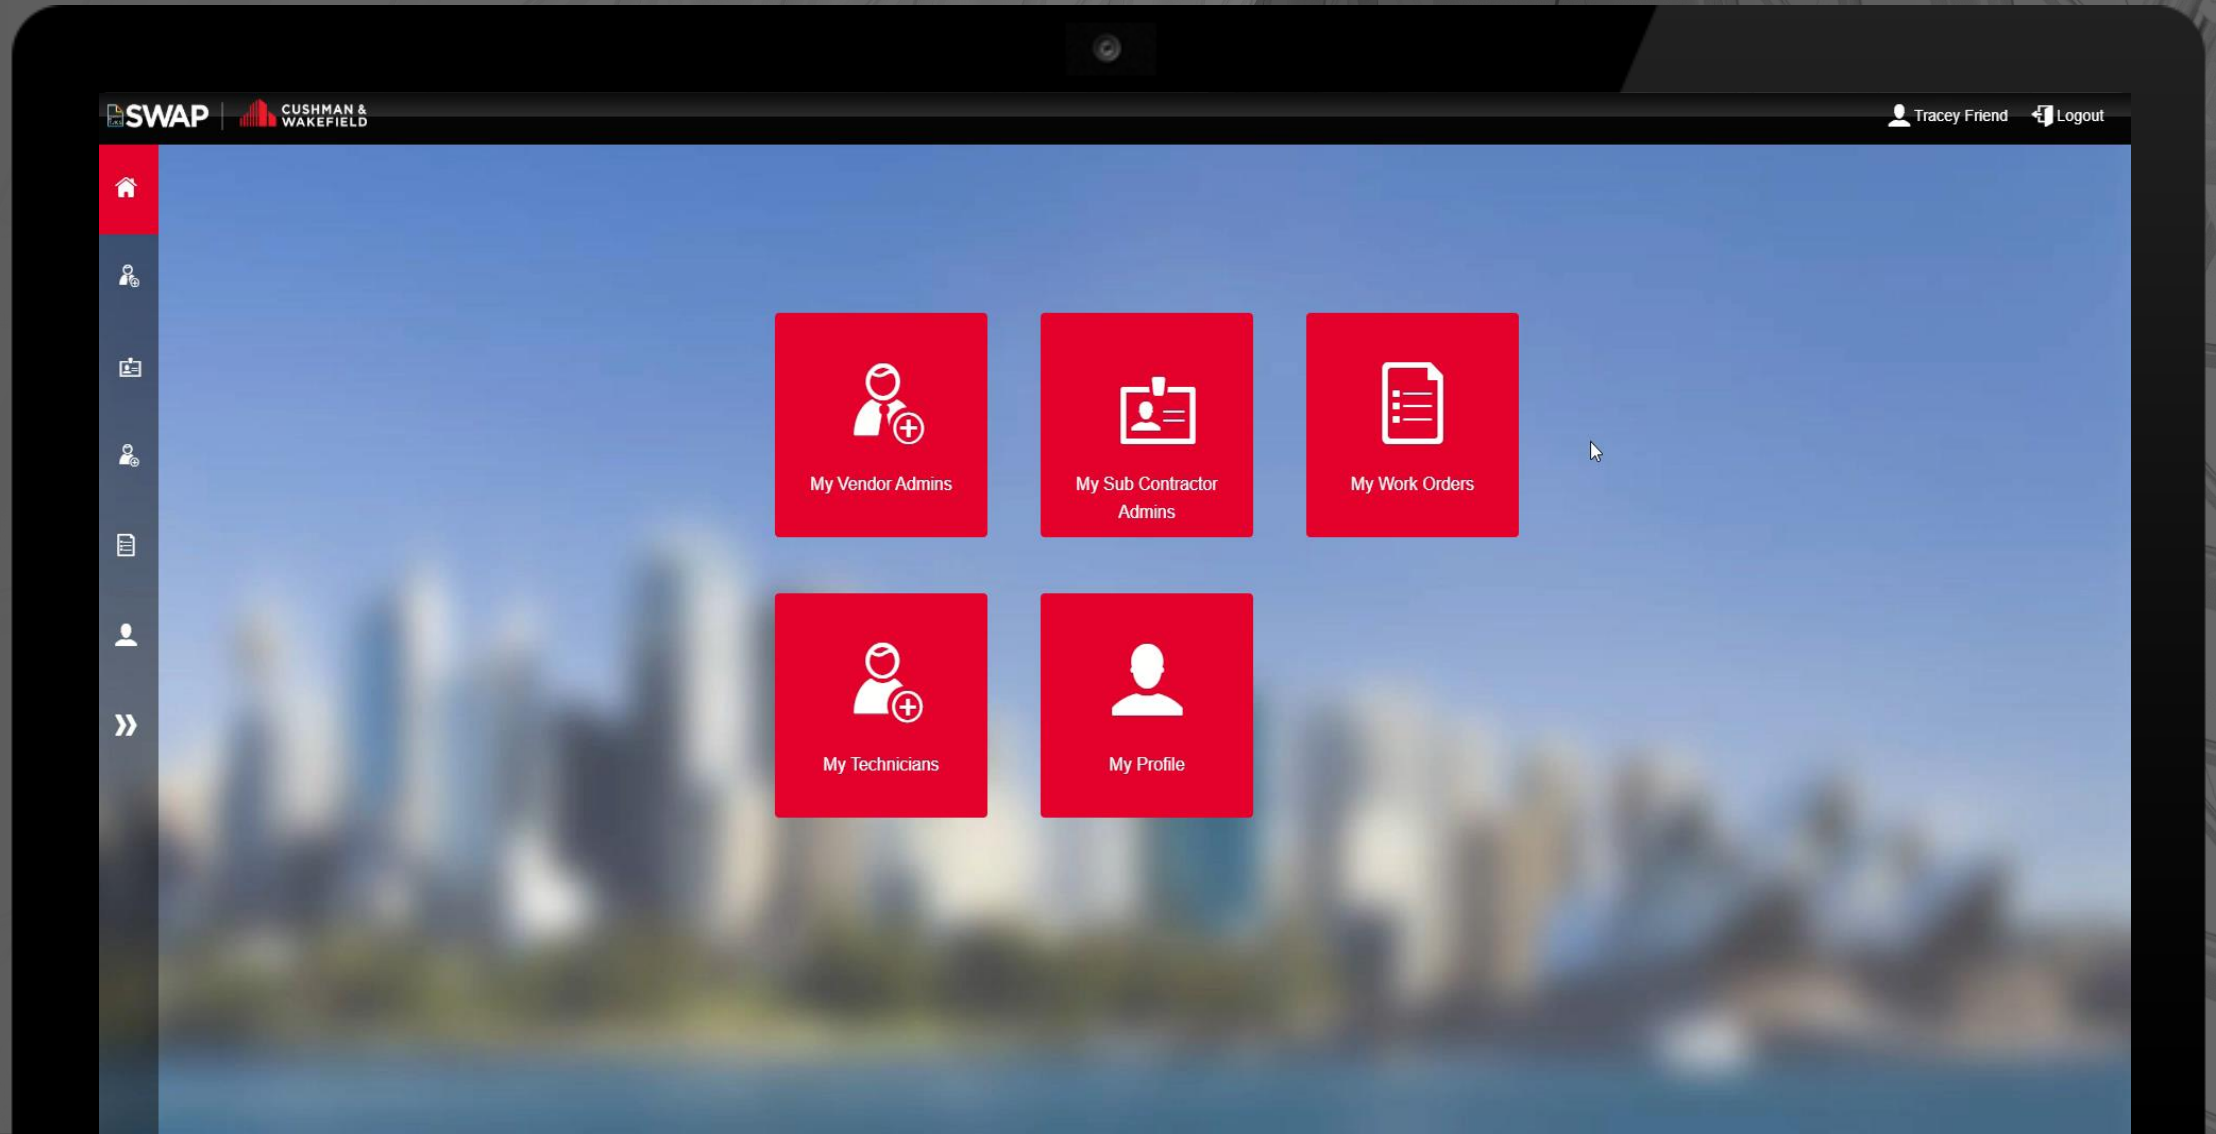 SWAP
CUSHMAN &
WAKEFIELD
Tracey Friend
Logout
My Vendor Admins
My Sub Contractor
Admins
My Work Orders
My Technicians
My Profile